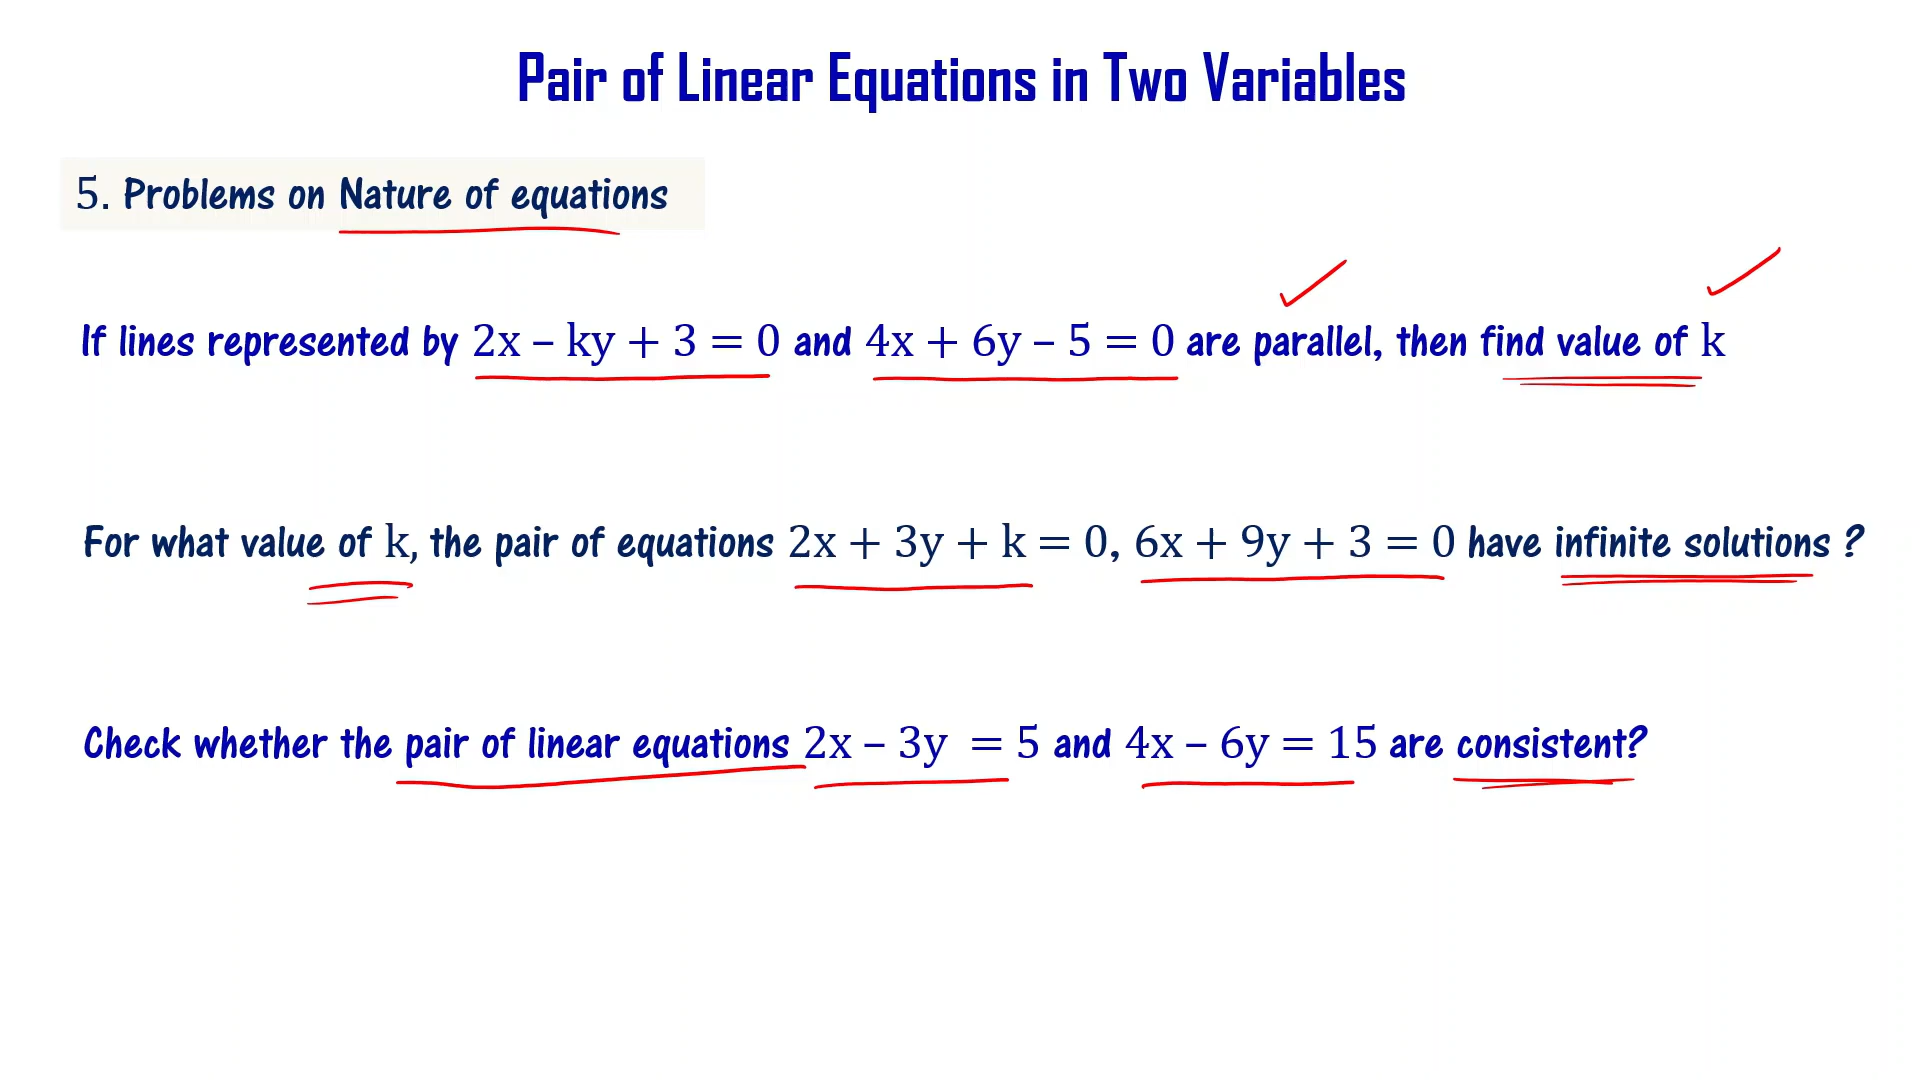 Pair of Linear Equations in Two Variables
5. Problems on Nature of equations
If lines represented by 2x – ky + 3 = 0 and 4x + 6y – 5 = 0 are parallel, then find value of k
For what value of k, the pair of equations 2x + 3y + k = 0, 6x + 9y + 3 = 0 have infinite solutions ?
Check whether the pair of linear equations 2x – 3y = 5 and 4x – 6y = 15 are consistent?